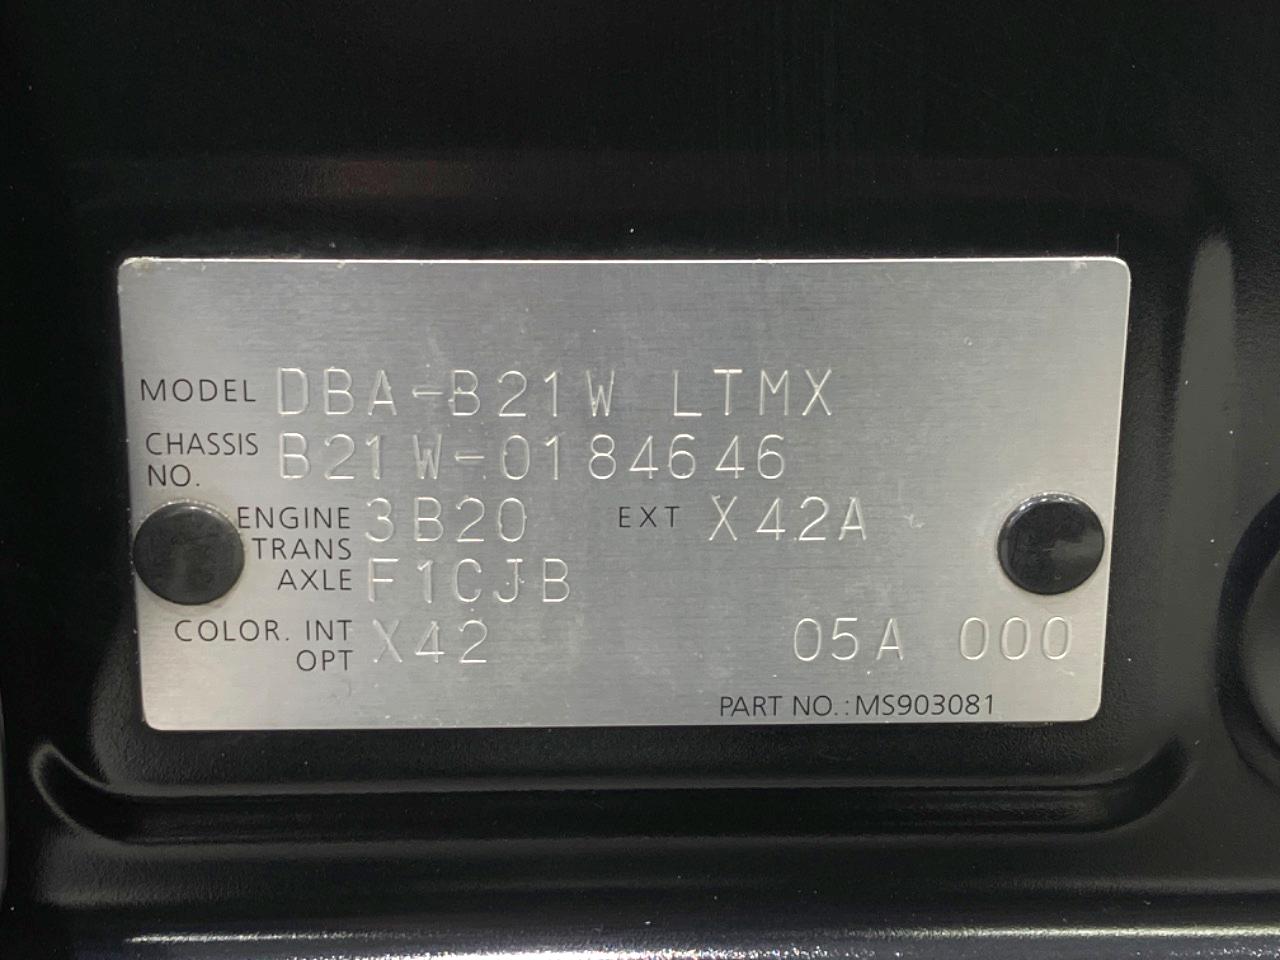 MODEL DBA-B21W LTMX
CHASSIS NO. B21W-0184646
ENGINE 3B20 EXT X42A
TRANS AXLE F1CJB
COLOR. INT OPT X42 05A 000
PART NO.:MS903081